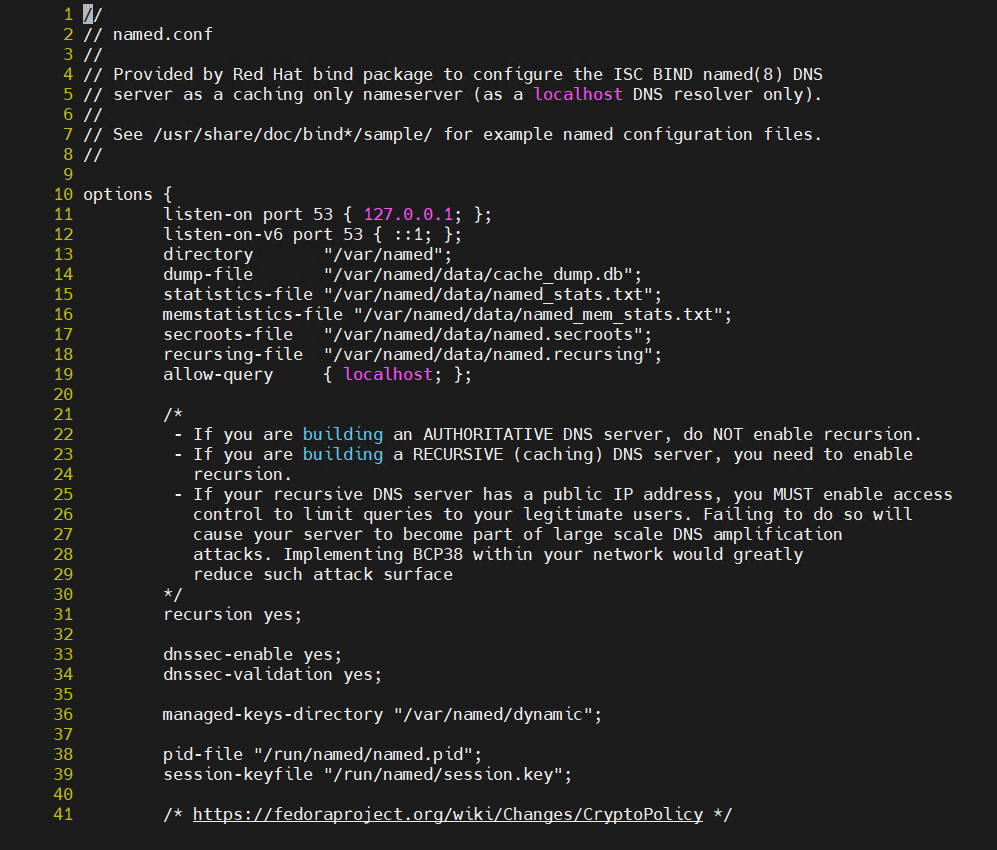 1 //
2 // named.conf
3 //
4 // Provided by Red Hat bind package to configure the ISC BIND named(8) DNS
5 // server as a caching only nameserver (as a localhost DNS resolver only).
6 //
7 // See /usr/share/doc/bind*/sample/ for example named configuration files.
8 //
9
10 options {
11         listen-on port 53 { 127.0.0.1; };
12         listen-on-v6 port 53 { ::1; };
13         directory       "/var/named";
14         dump-file       "/var/named/data/cache_dump.db";
15         statistics-file "/var/named/data/named_stats.txt";
16         memstatistics-file "/var/named/data/named_mem_stats.txt";
17         secroots-file   "/var/named/data/named.secroots";
18         recursing-file  "/var/named/data/named.recursing";
19         allow-query     { localhost; };
20
21         /*
22          - If you are building an AUTHORITATIVE DNS server, do NOT enable recursion.
23          - If you are building a RECURSIVE (caching) DNS server, you need to enable
24            recursion.
25          - If your recursive DNS server has a public IP address, you MUST enable access
26            control to limit queries to your legitimate users. Failing to do so will
27            cause your server to become part of large scale DNS amplification
28            attacks. Implementing BCP38 within your network would greatly
29            reduce such attack surface
30         */
31         recursion yes;
32
33         dnssec-enable yes;
34         dnssec-validation yes;
35
36         managed-keys-directory "/var/named/dynamic";
37
38         pid-file "/run/named/named.pid";
39         session-keyfile "/run/named/session.key";
40
41         /* https://fedoraproject.org/wiki/Changes/CryptoPolicy */